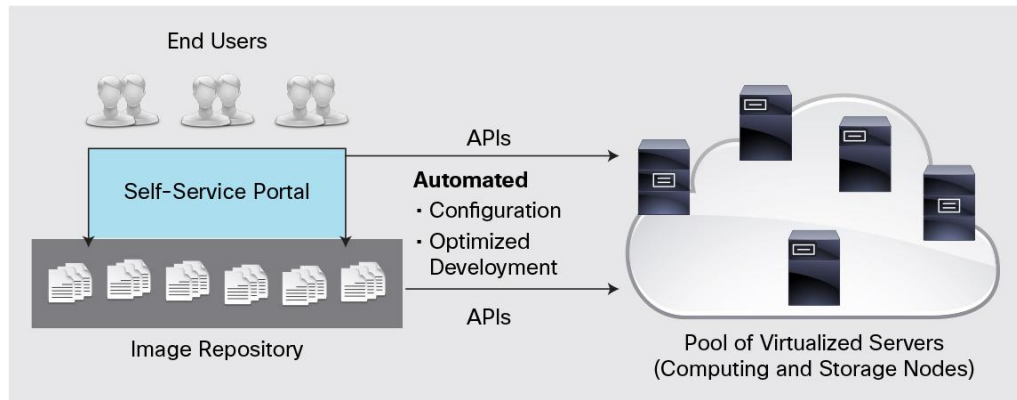 End Users
Self-Service Portal
Image Repository
APIs
Automated
· Configuration
· Optimized
Development
APIs
Pool of Virtualized Servers
(Computing and Storage Nodes)